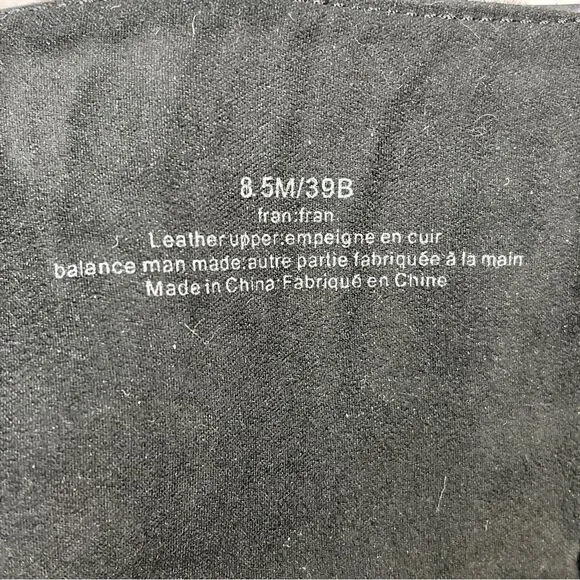 8.5M/39B
fran:fran
Leather upper:empeigne en cuir
balance man made:autre partie fabriquée à la main
Made in China:Fabriqué en Chine